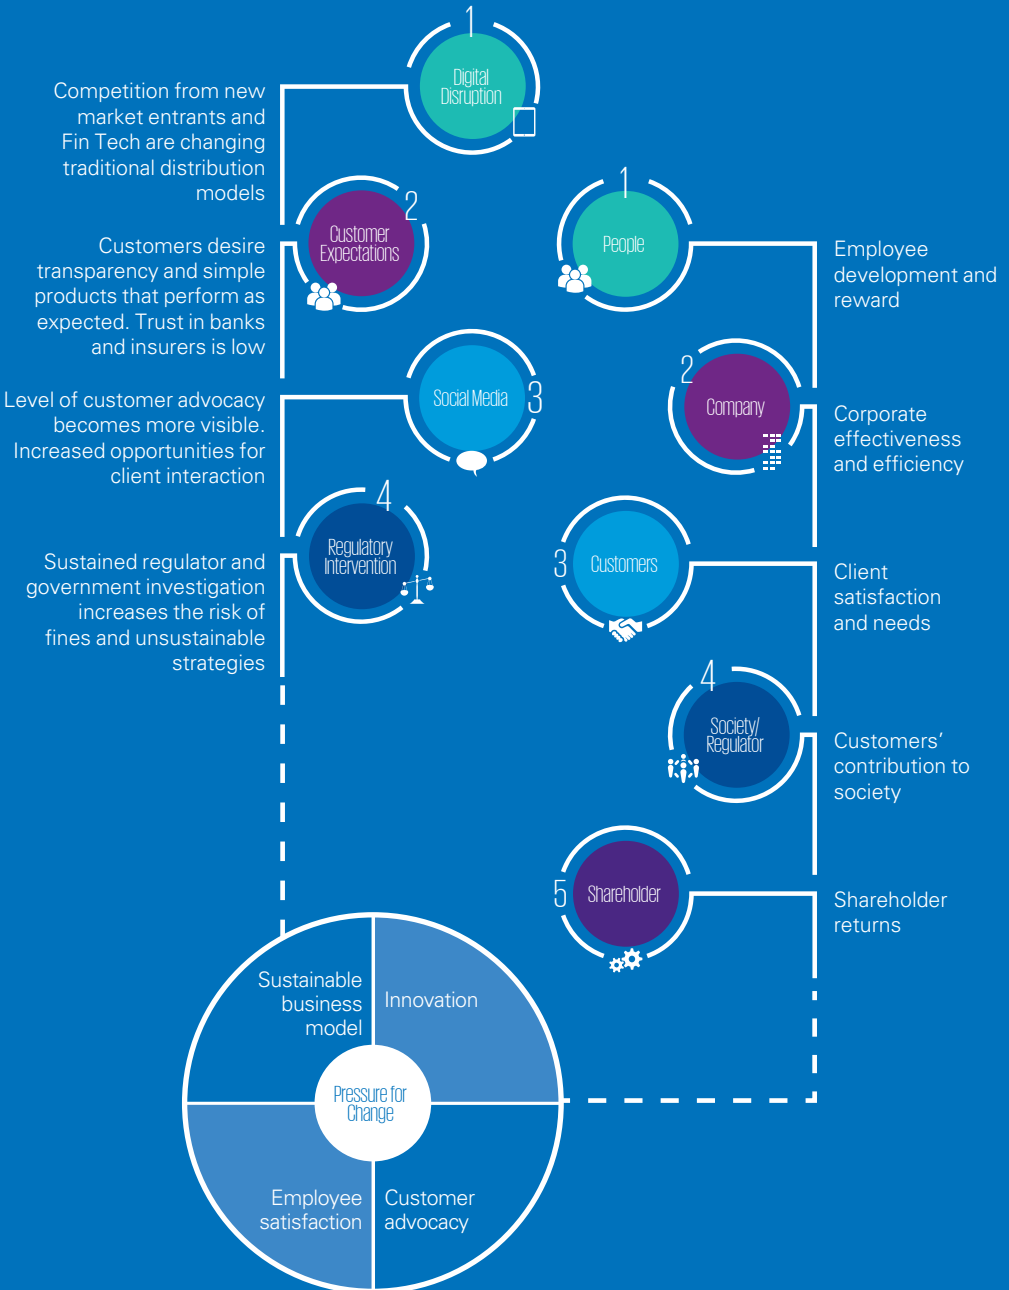 1
Digital
Disruption
Competition from new
market entrants and
Fin Tech are changing
traditional distribution
models
2
Customer
Expectations
Customers desire
transparency and simple
products that perform as
expected. Trust in banks
and insurers is low
3
Social Media
Level of customer advocacy
becomes more visible.
Increased opportunities for
client interaction
4
Regulatory
Intervention
Sustained regulator and
government investigation
increases the risk of
fines and unsustainable
strategies
1
People
Employee
development and
reward
2
Company
Corporate
effectiveness
and efficiency
3
Customers
Client
satisfaction
and needs
4
Society/
Regulator
Customers’
contribution to
society
5
Shareholder
Shareholder
returns
Sustainable
business
model
Innovation
Pressure for
Change
Employee
satisfaction
Customer
advocacy